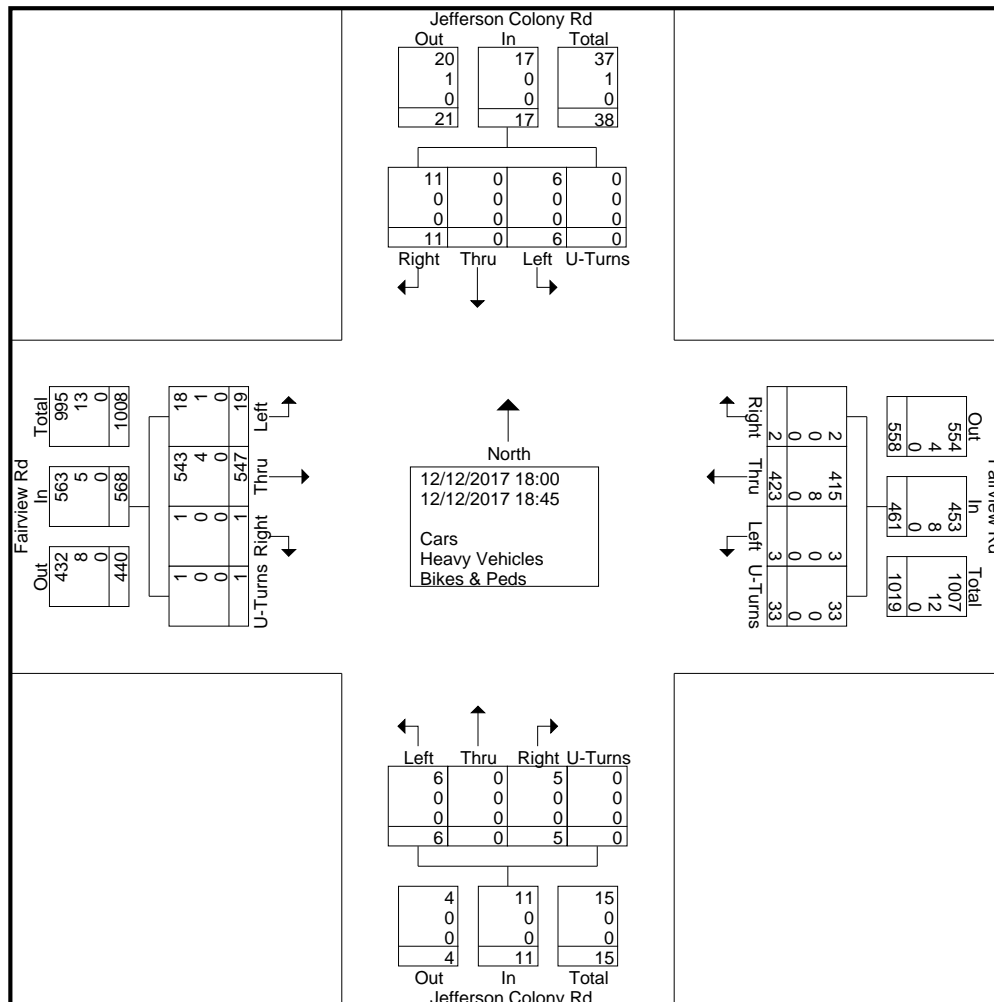 Jefferson Colony Rd
Out In Total
20 17 37
1 0 1
0 0 0
21 17 38
11 0 6 0
0 0 0 0
0 0 0 0
11 0 6 0
Right Thru Left U-Turns
Fairview Rd
Total
995 13 0 1008
In
563 5 0 568
Out
432 8 0 440
Left
18 1 0 19
Thru
543 4 0 547
Right
1 0 0 1
U-Turns
1 0 0 1
North
12/12/2017 18:00
12/12/2017 18:45
Cars
Heavy Vehicles
Bikes & Peds
Right
2 0 0 2
Thru
415 8 0 423
Left
3 0 0 3
U-Turns
33 0 0 33
Fairview Rd
Out
554 4 0 558
In
453 8 0 461
Total
1007 12 0 1019
Left Thru Right U-Turns
6 0 5 0
0 0 0 0
0 0 0 0
6 0 5 0
4 11 15
0 0 0
0 0 0
4 11 15
Out In Total
Jefferson Colony Rd